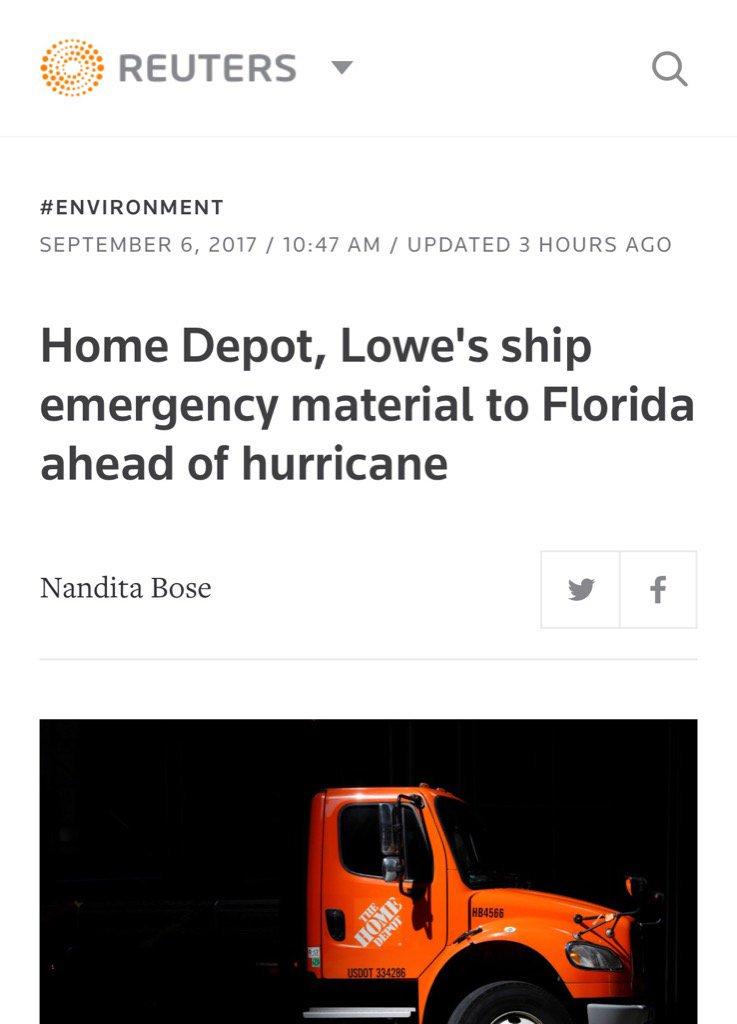 REUTERS
#ENVIRONMENT
SEPTEMBER 6, 2017 / 10:47 AM / UPDATED 3 HOURS AGO
Home Depot, Lowe's ship
emergency material to Florida
ahead of hurricane
Nandita Bose
HB4566
THE
HOME
DEPOT
USDOT 334286